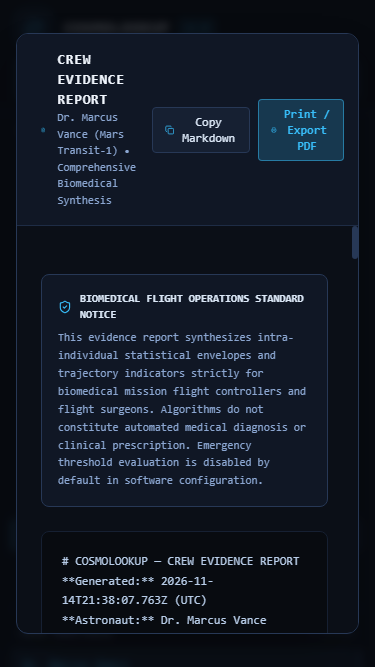 CREW
EVIDENCE
REPORT
Dr. Marcus
Vance (Mars
Transit-1) •
Comprehensive
Biomedical
Synthesis
Copy
Markdown
Print /
Export
PDF
BIOMEDICAL FLIGHT OPERATIONS STANDARD
NOTICE
This evidence report synthesizes intra-
individual statistical envelopes and
trajectory indicators strictly for
biomedical mission flight controllers and
flight surgeons. Algorithms do not
constitute automated medical diagnosis or
clinical prescription. Emergency
threshold evaluation is disabled by
default in software configuration.
# COSMOLOOKUP — CREW EVIDENCE REPORT
**Generated:** 2026-11-
14T21:38:07.763Z (UTC)
**Astronaut:** Dr. Marcus Vance